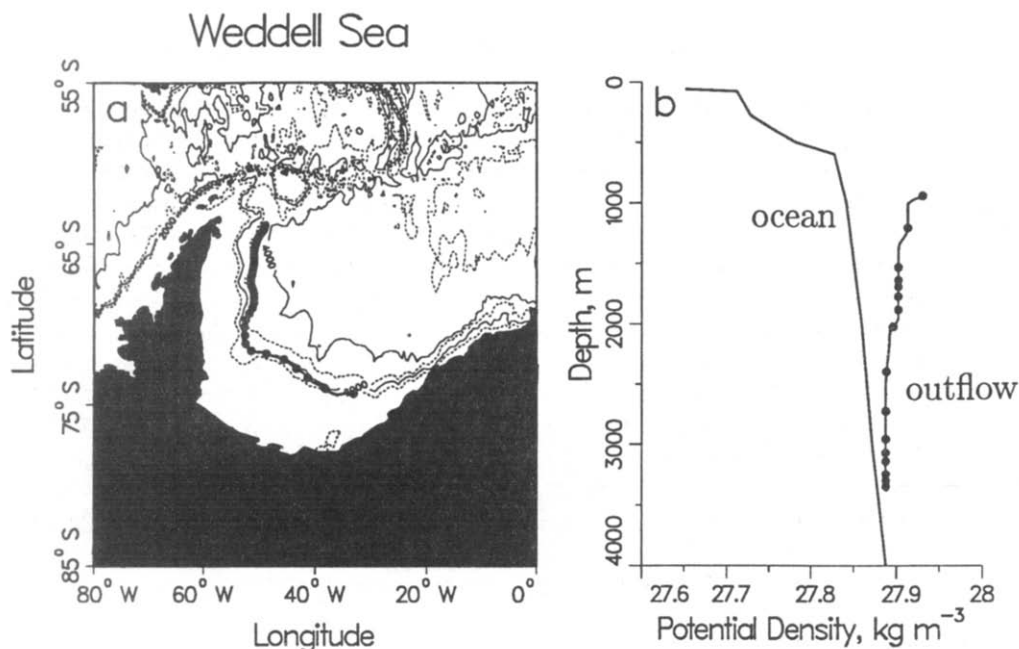 Weddell Sea
a
55° S
65° S
75° S
85° S
Latitude
80 W
60 W
40 W
20 W
0°
Longitude
b
0
1000
2000
3000
4000
Depth, m
ocean
outflow
27.6
27.7
27.8
27.9
28
Potential Density, kg m⁻³